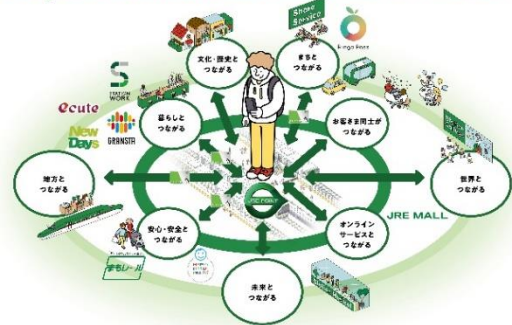 Share
Service
Ringo Pass
文化・歴史と
つながる
まちと
つながる
STATION
WORK
ecute
New
Days
GRANSTA
暮らしと
つながる
お客さま同士が
つながる
地方と
つながる
世界と
つながる
JRE POINT
JRE MALL
安心・安全と
つながる
オンライン
サービスと
つながる
まもレール
未来と
つながる